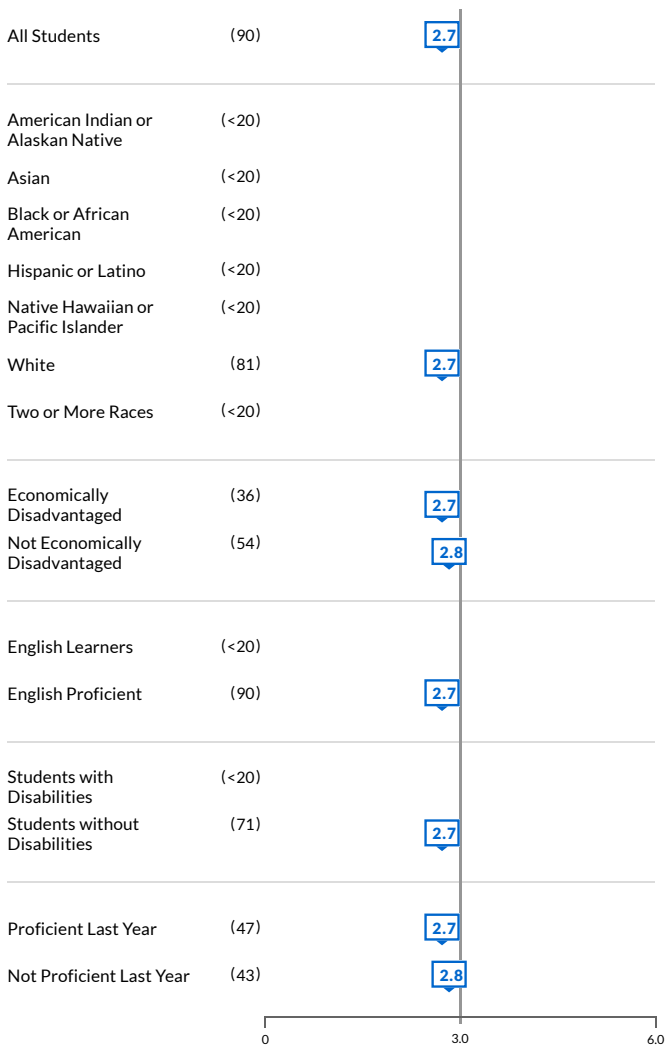 All Students (90) 2.7
American Indian or (<20)
Alaskan Native
Asian (<20)
Black or African (<20)
American
Hispanic or Latino (<20)
Native Hawaiian or (<20)
Pacific Islander
White (81) 2.7
Two or More Races (<20)
Economically (36) 2.7
Disadvantaged
Not Economically (54) 2.8
Disadvantaged
English Learners (<20)
English Proficient (90) 2.7
Students with (<20)
Disabilities
Students without (71) 2.7
Disabilities
Proficient Last Year (47) 2.7
Not Proficient Last Year (43) 2.8
0 3.0 6.0